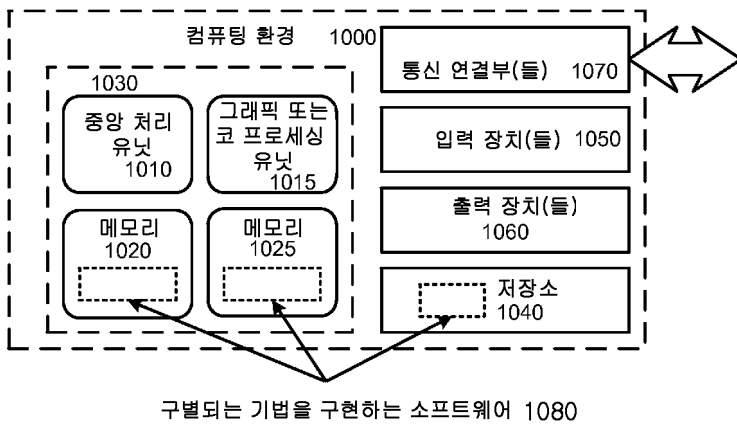 컴퓨팅 환경 1000
통신 연결부(들) 1070
1030
중앙 처리
유닛
1010
그래픽 또는
코 프로세싱
유닛
1015
입력 장치(들) 1050
메모리
1020
메모리
1025
출력 장치(들)
1060
저장소
1040
구별되는 기법을 구현하는 소프트웨어 1080